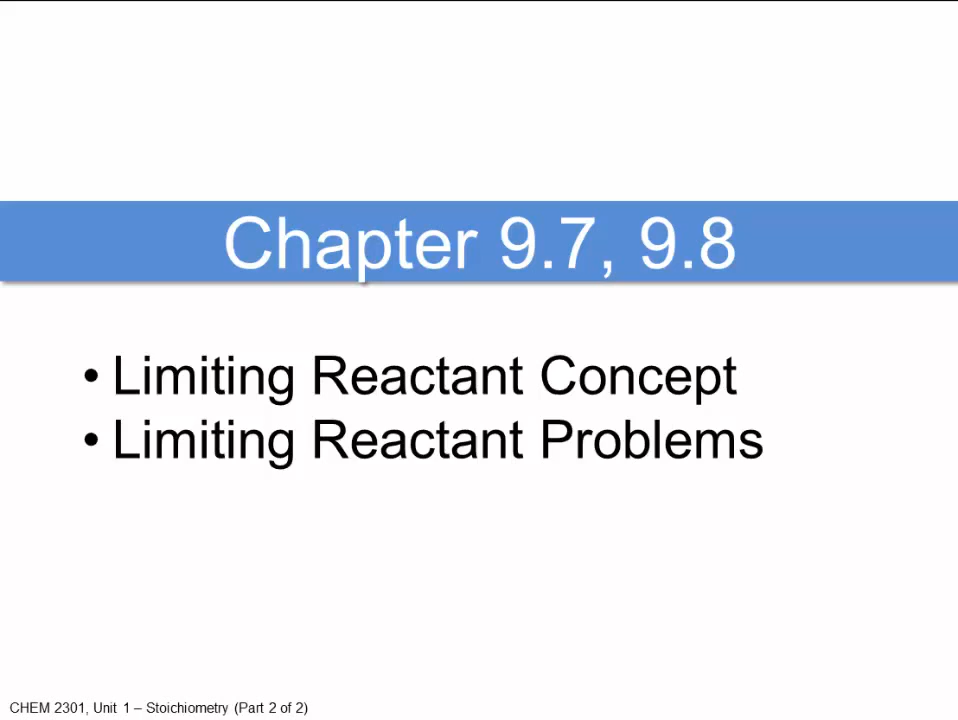 Chapter 9.7, 9.8
• Limiting Reactant Concept
• Limiting Reactant Problems
CHEM 2301, Unit 1 – Stoichiometry (Part 2 of 2)